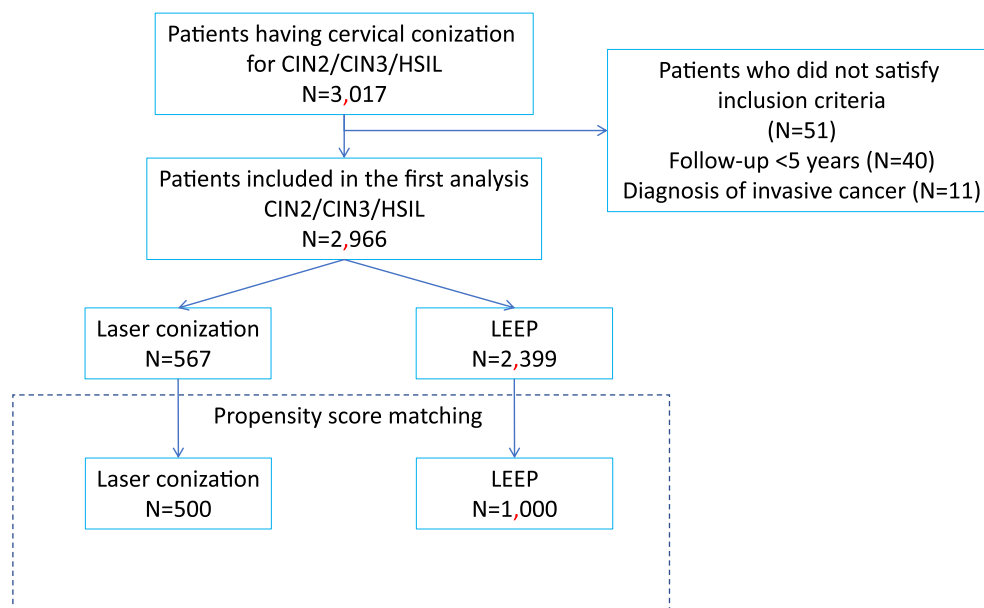 Patients having cervical conization
for CIN2/CIN3/HSIL
N=3,017
Patients who did not satisfy
inclusion criteria
(N=51)
Follow-up <5 years (N=40)
Diagnosis of invasive cancer (N=11)
Patients included in the first analysis
CIN2/CIN3/HSIL
N=2,966
Laser conization
N=567
LEEP
N=2,399
Propensity score matching
Laser conization
N=500
LEEP
N=1,000